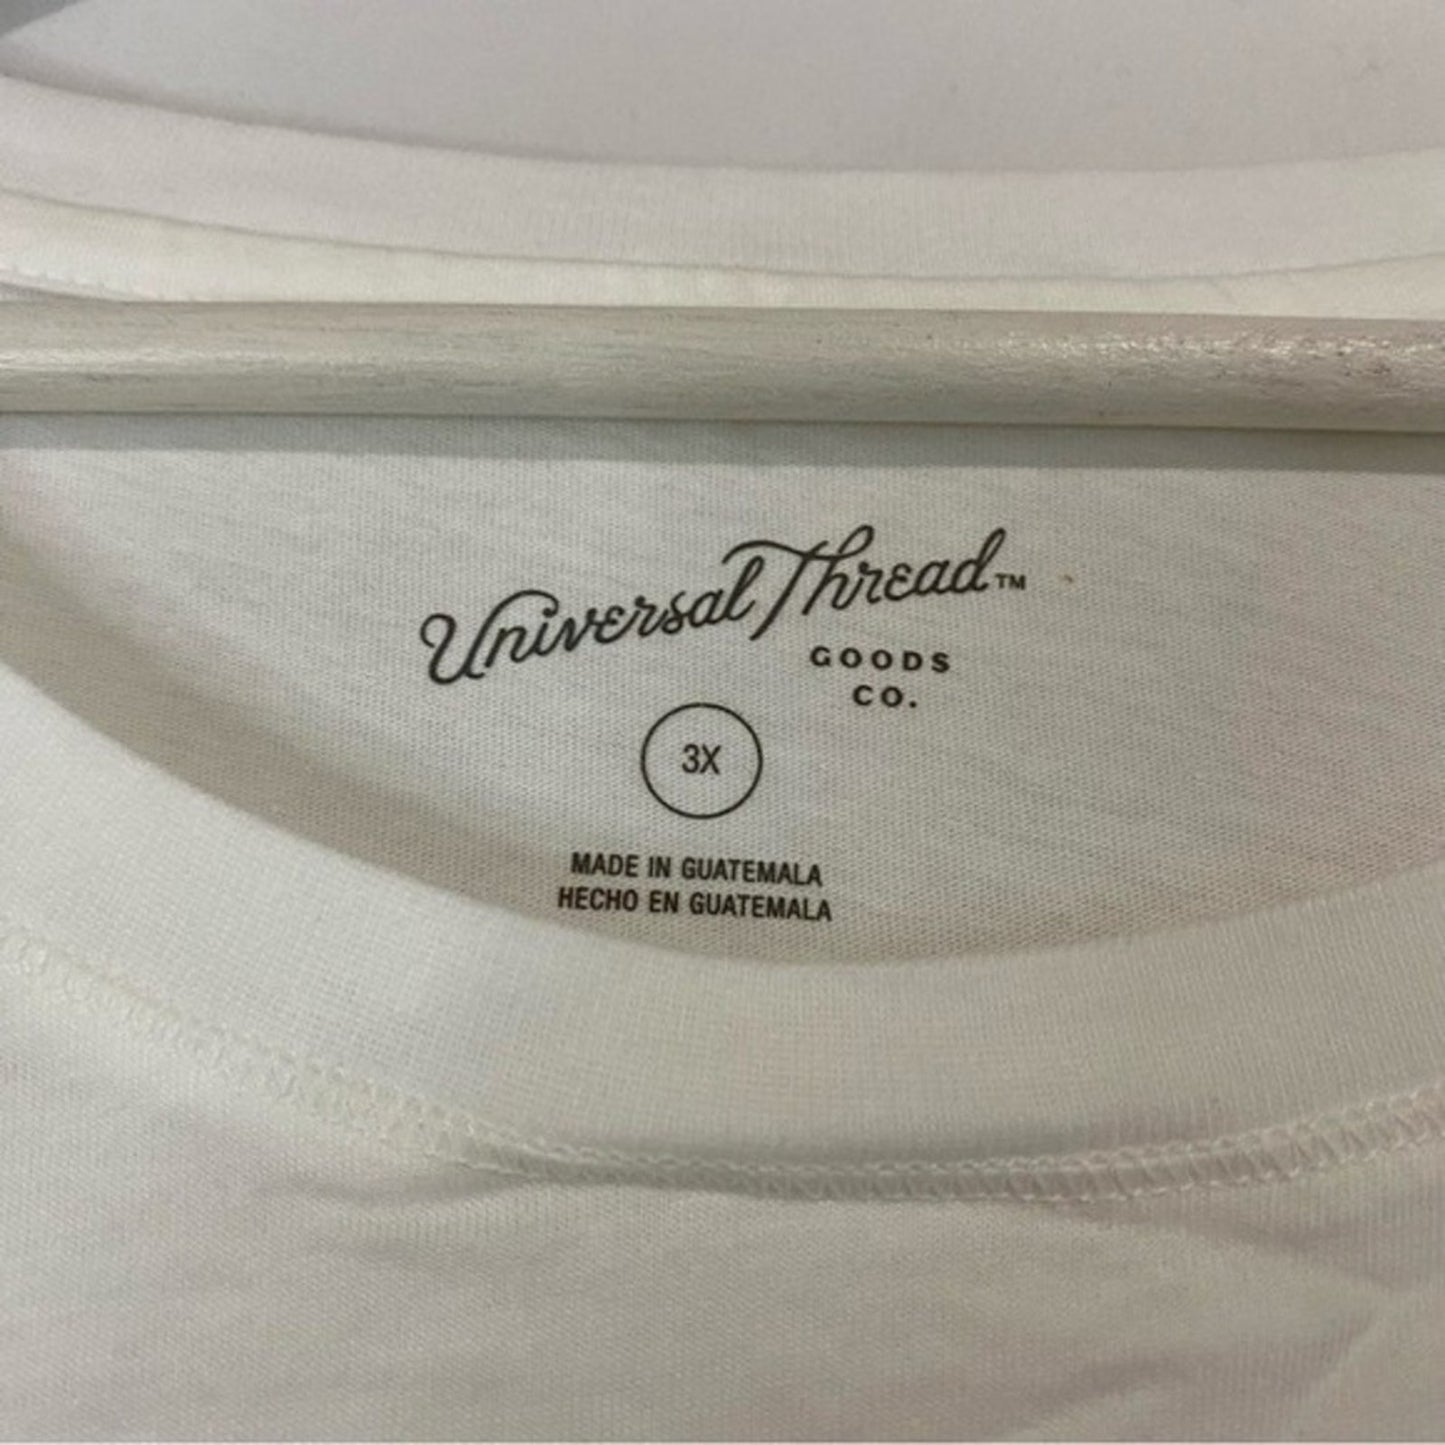 Universal Thread™
GOODS
CO.
3X
MADE IN GUATEMALA
HECHO EN GUATEMALA